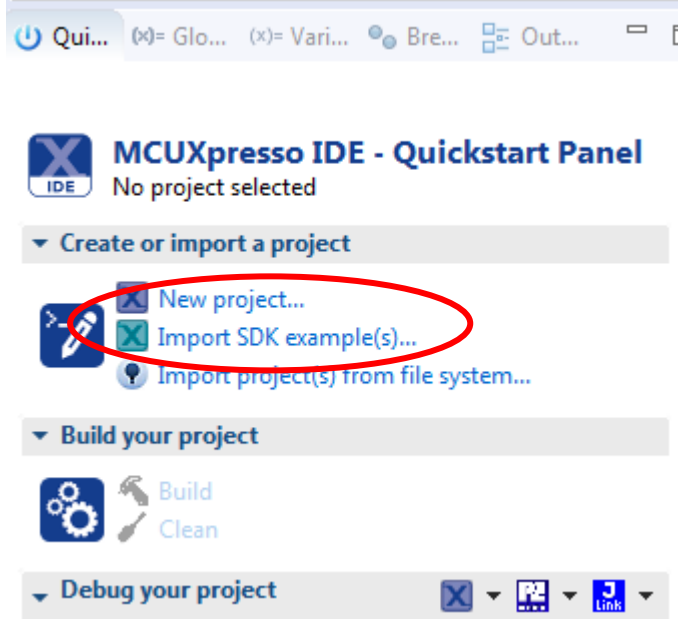 Qui... (x)= Glo... (x)= Vari... Bre... Out...
MCUXpresso IDE - Quickstart Panel
IDE
No project selected
Create or import a project
New project...
Import SDK example(s)...
Import project(s) from file system...
Build your project
Build
Clean
Debug your project
Link